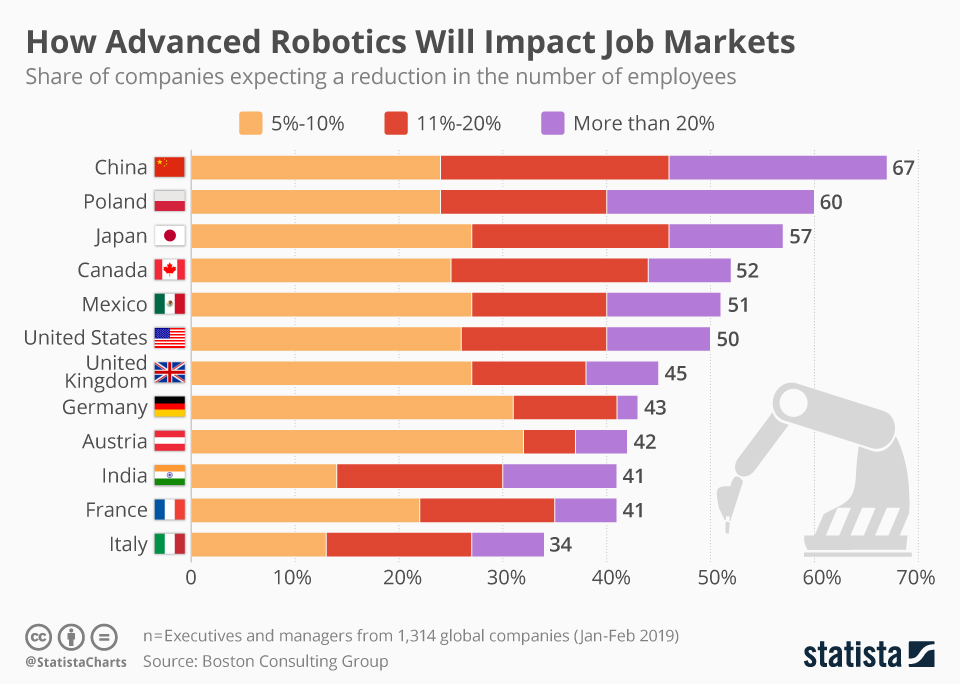 How Advanced Robotics Will Impact Job Markets
Share of companies expecting a reduction in the number of employees
5%-10% 11%-20% More than 20%
China 67
Poland 60
Japan 57
Canada 52
Mexico 51
United States 50
United
Kingdom 45
Germany 43
Austria 42
India 41
France 41
Italy 34
0 10% 20% 30% 40% 50% 60% 70%
n=Executives and managers from 1,314 global companies (Jan-Feb 2019)
@StatistaCharts Source: Boston Consulting Group
cc
statista